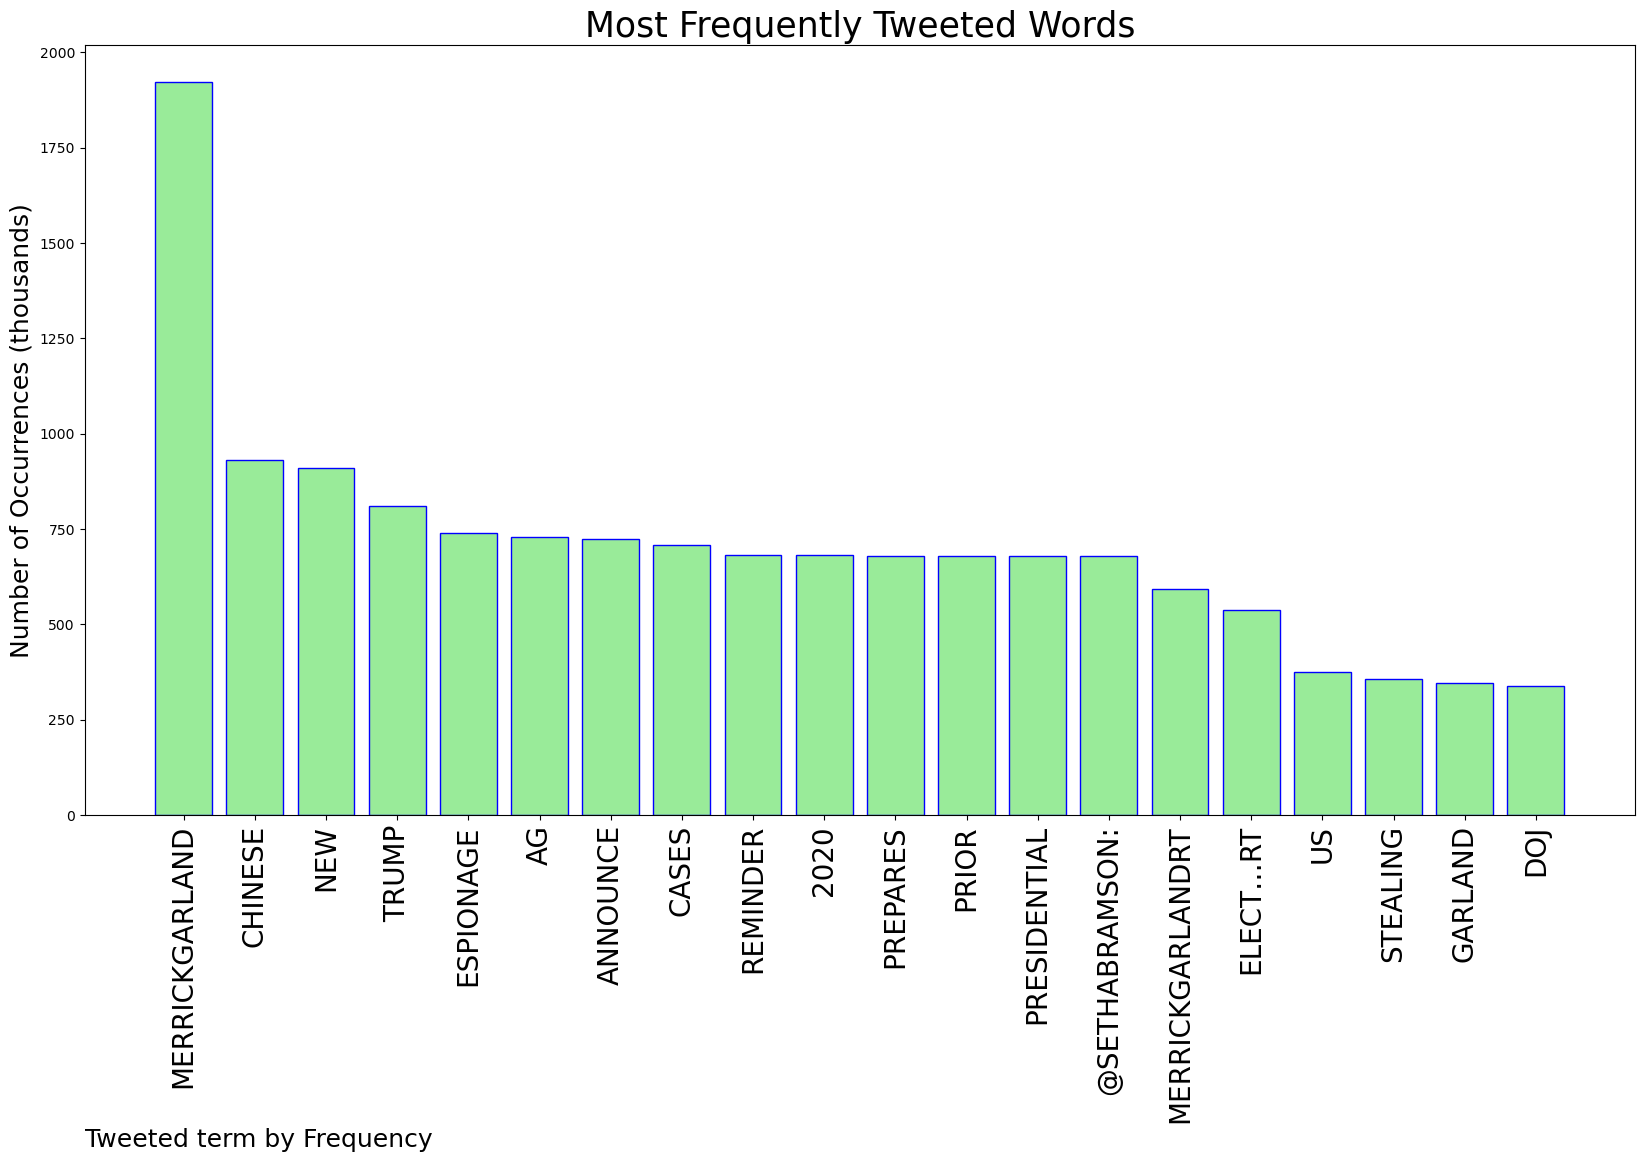 Most Frequently Tweeted Words
Number of Occurrences (thousands)
2000
1750
1500
1250
1000
750
500
250
0
MERRICKGARLAND
CHINESE
NEW
TRUMP
ESPIONAGE
AG
ANNOUNCE
CASES
REMINDER
2020
PREPARES
PRIOR
PRESIDENTIAL
@SETHABRAMSON:
MERRICKGARLANDRT
ELECT…RT
US
STEALING
GARLAND
DOJ
Tweeted term by Frequency